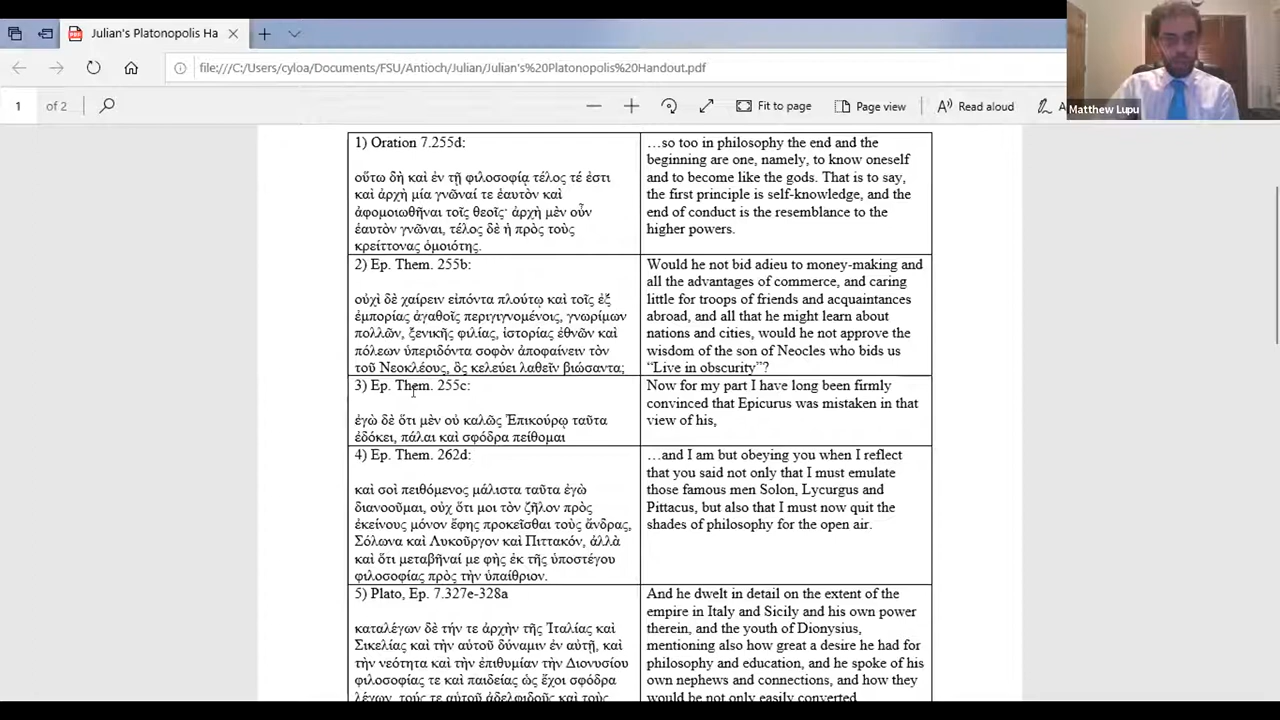 Julian's Platonopolis Ha
file:///C:/Users/cyloa/Documents/FSU/Antioch/Julian/Julian's%20Platonopolis%20Handout.pdf
1 of 2
Fit to page
Page view
Read aloud
Matthew Lupu
1) Oration 7.255d:
οὕτω δὴ καὶ ἐν τῇ φιλοσοφίᾳ τέλος τέ ἐστι
καὶ ἀρχὴ μία γνῶναί τε ἑαυτὸν καὶ
ἀφομοιωθῆναι τοῖς θεοῖς· ἀρχὴ μὲν οὖν
ἑαυτὸν γνῶναι, τέλος δὲ ἡ πρὸς τοὺς
κρείττονας ὁμοιότης.
…so too in philosophy the end and the
beginning are one, namely, to know oneself
and to become like the gods. That is to say,
the first principle is self-knowledge, and the
end of conduct is the resemblance to the
higher powers.
2) Ep. Them. 255b:
οὐχὶ δὲ χαίρειν εἰπόντα πλούτῳ καὶ τοῖς ἐξ
ἐμπορίας ἀγαθοῖς περιγιγνομένοις, γνωρίμων
πολλῶν, ξενικῆς φιλίας, ἱστορίας ἐθνῶν καὶ
πόλεων ὑπεριδόντα σοφὸν ἀποφαίνειν τὸν
τοῦ Νεοκλέους, ὃς κελεύει λαθεῖν βιώσαντα;
Would he not bid adieu to money-making and
all the advantages of commerce, and caring
little for troops of friends and acquaintances
abroad, and all that he might learn about
nations and cities, would he not approve the
wisdom of the son of Neocles who bids us
“Live in obscurity”?
3) Ep. Them. 255c:
ἐγὼ δὲ ὅτι μὲν οὐ καλῶς Ἐπικούρῳ ταῦτα
ἐδόκει, πάλαι καὶ σφόδρα πείθομαι
Now for my part I have long been firmly
convinced that Epicurus was mistaken in that
view of his,
4) Ep. Them. 262d:
καὶ σοὶ πειθόμενος μάλιστα ταῦτα ἐγὼ
διανοοῦμαι, οὐχ ὅτι μοι τὸν ζῆλον πρὸς
ἐκείνους μόνον ἔφης προκεῖσθαι τοὺς ἄνδρας,
Σόλωνα καὶ Λυκοῦργον καὶ Πιττακόν, ἀλλὰ
καὶ ὅτι μεταβῆναί με φὴς ἐκ τῆς ὑποστέγου
φιλοσοφίας πρὸς τὴν ὑπαίθριον.
…and I am but obeying you when I reflect
that you said not only that I must emulate
those famous men Solon, Lycurgus and
Pittacus, but also that I must now quit the
shades of philosophy for the open air.
5) Plato, Ep. 7.327e-328a
καταλέγων δὲ τήν τε ἀρχὴν τῆς Ἰταλίας καὶ
Σικελίας καὶ τὴν αὑτοῦ δύναμιν ἐν αὐτῇ, καὶ
τὴν νεότητα καὶ τὴν ἐπιθυμίαν τὴν Διονυσίου
φιλοσοφίας τε καὶ παιδείας ὡς ἔχοι σφόδρα
λέγων, τούς τε αὑτοῦ ἀδελφιδοῦς καὶ τοὺς
And he dwelt in detail on the extent of the
empire in Italy and Sicily and his own power
therein, and the youth of Dionysius,
mentioning also how great a desire he had for
philosophy and education, and he spoke of his
own nephews and connections, and how they
would be not only easily converted